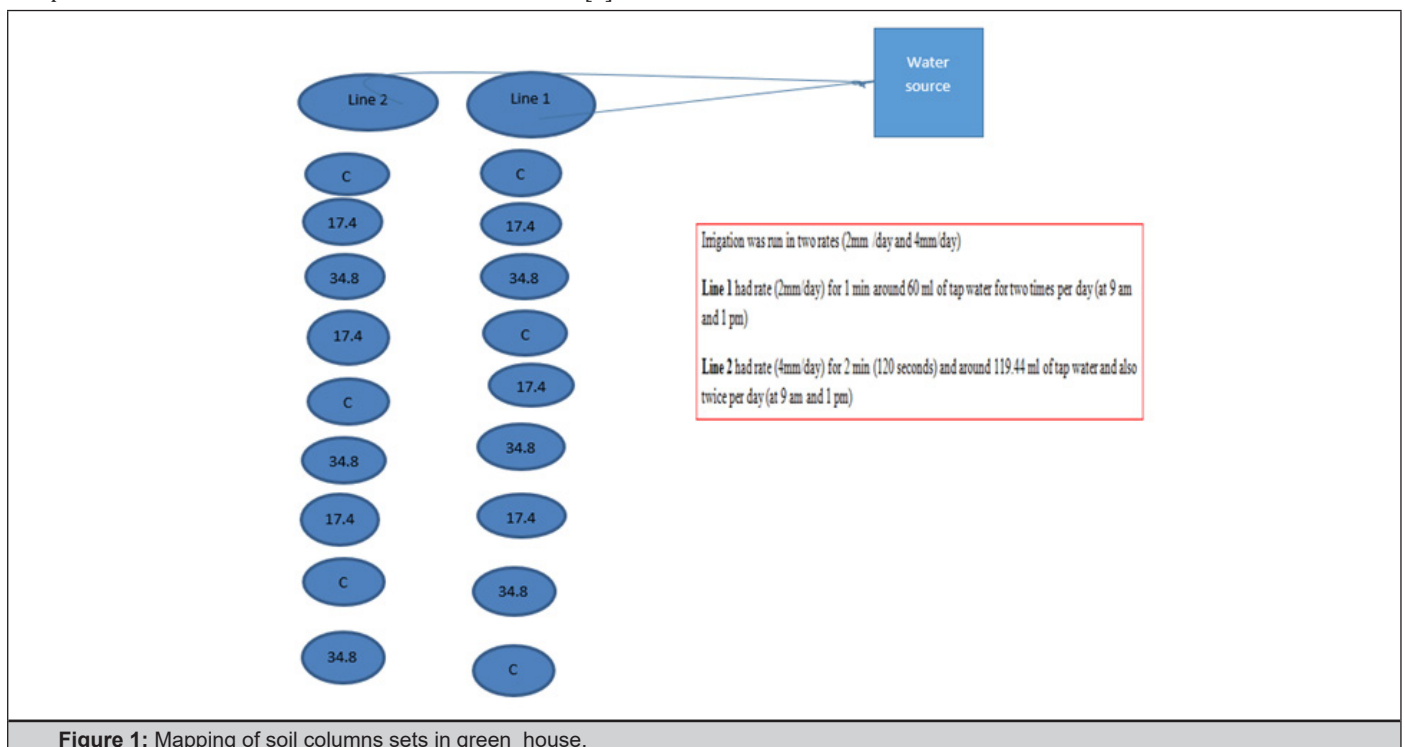 Water
source
Line 2
Line 1
C
C
17.4
17.4
34.8
34.8
17.4
C
C
17.4
34.8
34.8
17.4
17.4
C
34.8
34.8
C
Irrigation was run in two rates (2mm /day and 4mm/day)
Line 1 had rate (2mm/day) for 1 min around 60 ml of tap water for two times per day (at 9 am
and 1 pm)
Line 2 had rate (4mm/day) for 2 min (120 seconds) and around 119.44 ml of tap water and also
twice per day (at 9 am and 1 pm)
Figure 1: Mapping of soil columns sets in green house.